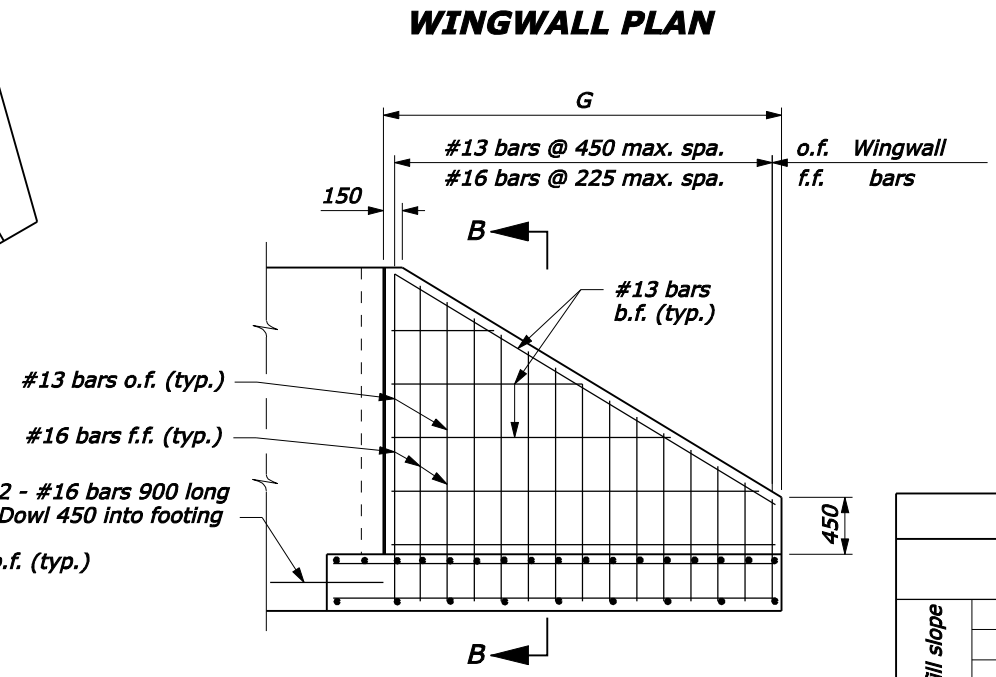 WINGWALL PLAN
G
#13 bars @ 450 max. spa. o.f. Wingwall
#16 bars @ 225 max. spa. f.f. bars
150
B
#13 bars
b.f. (typ.)
#13 bars o.f. (typ.)
#16 bars f.f. (typ.)
2 - #16 bars 900 long
Dowl 450 into footing
.f. (typ.)
450
B
slope